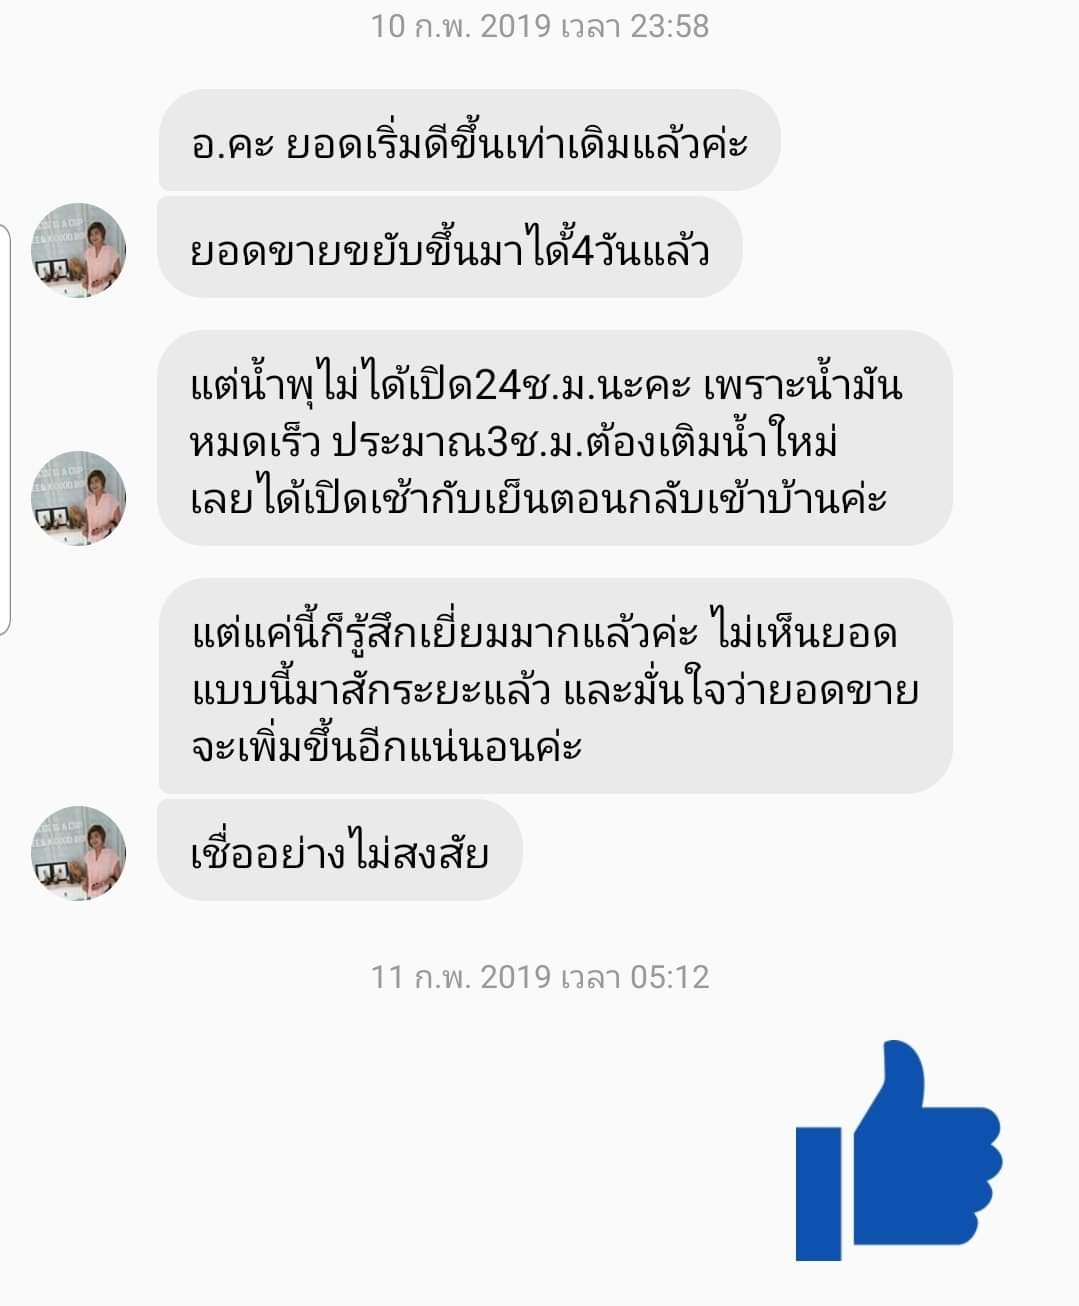 10 ก.พ. 2019 เวลา 23:58
อ.คะ ยอดเริ่มดีขึ้นเท่าเดิมแล้วค่ะ
ยอดขายขยับขึ้นมาได้4วันแล้ว
แต่น้ำพุไม่ได้เปิด24ช.ม.นะคะ เพราะน้ำมัน
หมดเร็ว ประมาณ3ช.ม.ต้องเติมน้ำใหม่
เลยได้เปิดเช้ากับเย็นตอนกลับเข้าบ้านค่ะ
แต่แค่นี้ก็รู้สึกเยี่ยมมากแล้วค่ะ ไม่เห็นยอด
แบบนี้มาสักระยะแล้ว และมั่นใจว่ายอดขาย
จะเพิ่มขึ้นอีกแน่นอนค่ะ
เชื่ออย่างไม่สงสัย
11 ก.พ. 2019 เวลา 05:12